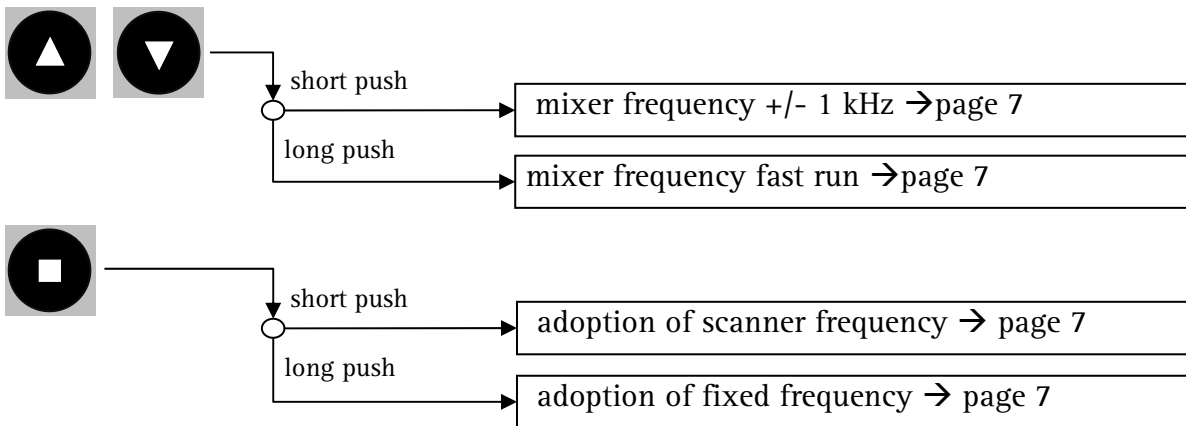 short push
mixer frequency +/- 1 kHz →page 7
long push
mixer frequency fast run →page 7
short push
adoption of scanner frequency → page 7
long push
adoption of fixed frequency → page 7